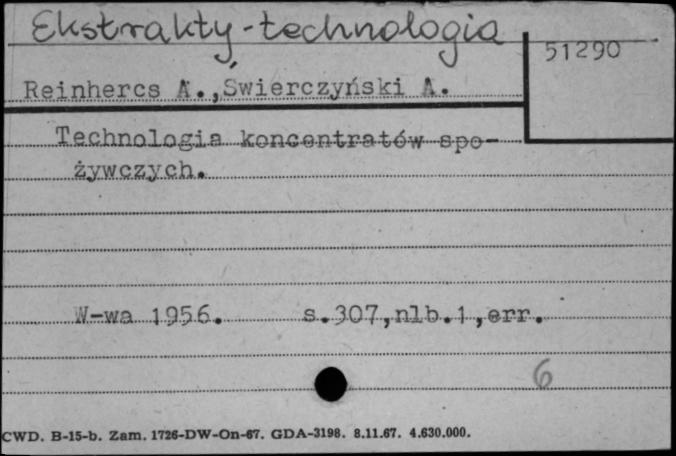 Ekstrakty-technologia
51290
Reinhercs A., Świerczyński A.
Technologia koncentratów spo-
żywczych.
W-wa 1956. s.307,nlb.1,err.
6
CWD. B-15-b. Zam. 1726-DW-On-67. GDA-3198. 8.11.67. 4.630.000.